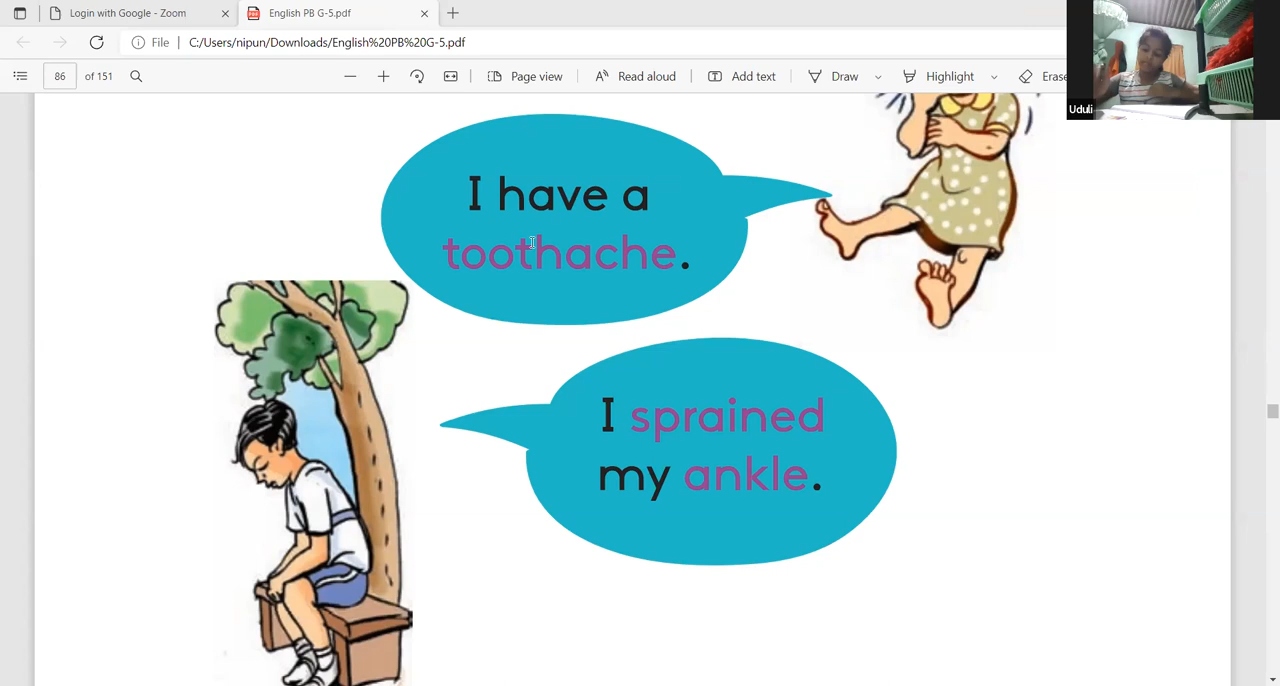 Login with Google - Zoom
English PB G-5.pdf
File
C:/Users/nipun/Downloads/English%20PB%20G-5.pdf
86
of 151
Page view
Read aloud
Add text
Draw
Highlight
Erase
Uduli
I have a
toothache.
I sprained
my ankle.